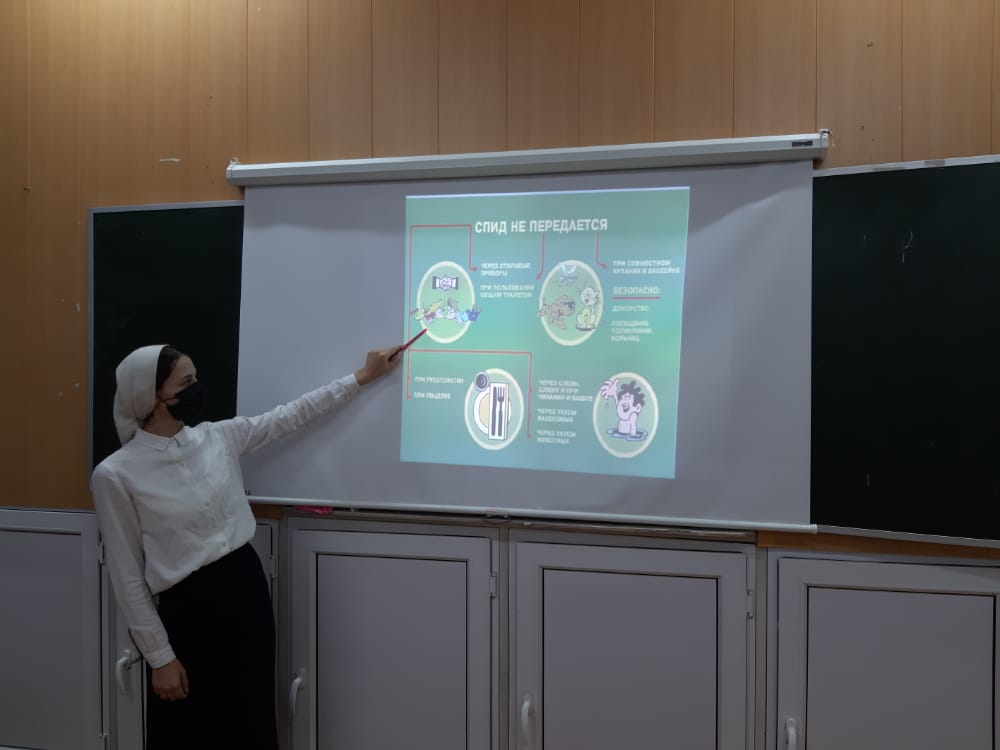 СПИД НЕ ПЕРЕДАЕТСЯ
ЧЕРЕЗ СТОЛОВЫЕ
ПРИБОРЫ
ПРИ ПОЛЬЗОВАНИИ
ОБЩИМ ТУАЛЕТОМ
ПРИ СОВМЕСТНОМ
КУПАНИИ В БАССЕЙНЕ
БЕЗОПАСНО:
ДОНОРСТВО;
ПОСЕЩЕНИЕ
ПОЛИКЛИНИК,
БОЛЬНИЦ
ПРИ РУКОПОЖАТИИ
ПРИ ПОЦЕЛУЕ
ЧЕРЕЗ СЛЕЗЫ,
СЛЮНУ И ПРИ
ЧИХАНИИ И КАШЛЕ
ЧЕРЕЗ УКУСЫ
НАСЕКОМЫХ
ЧЕРЕЗ УКУСЫ
ЖИВОТНЫХ